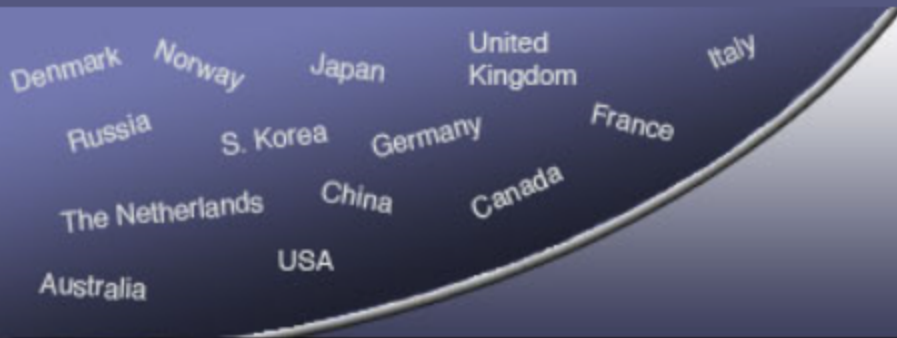 Denmark
Norway
Japan
United
Kingdom
Italy
Russia
S. Korea
Germany
France
The Netherlands
China
Canada
Australia
USA